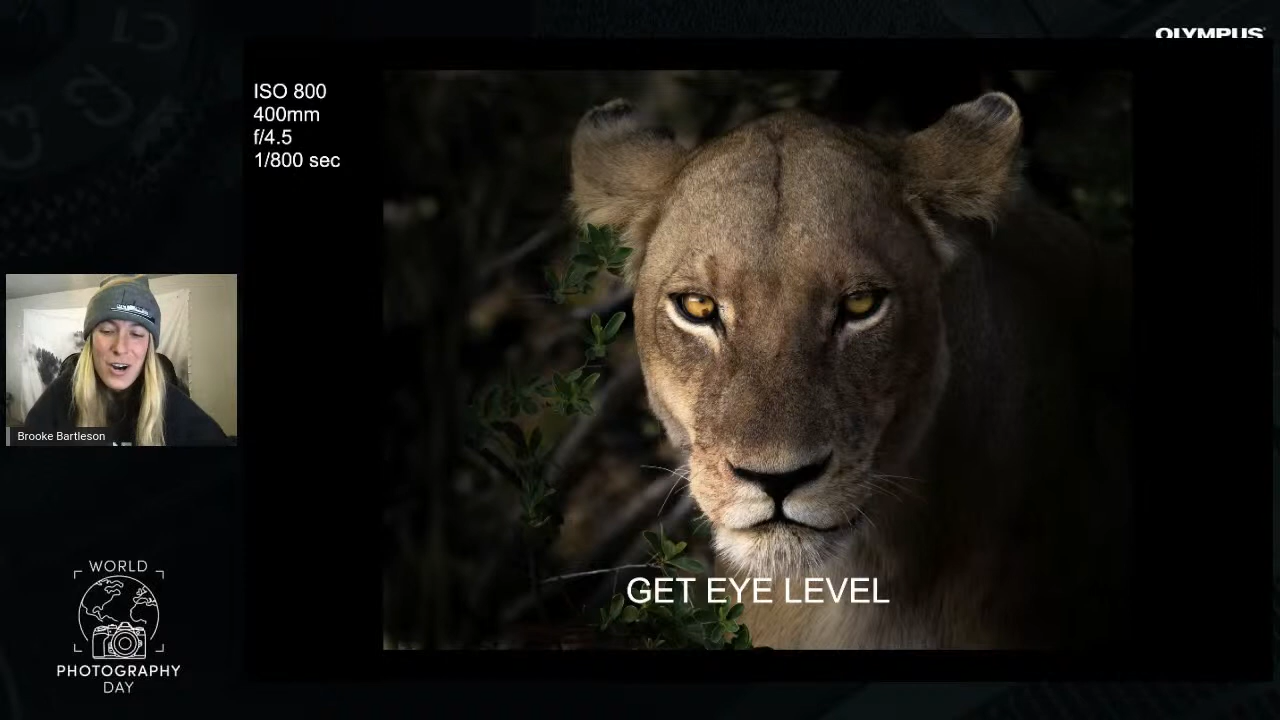 OLYMPUS
ISO 800
400mm
f/4.5
1/800 sec
Brooke Bartleson
GET EYE LEVEL
WORLD
PHOTOGRAPHY
DAY